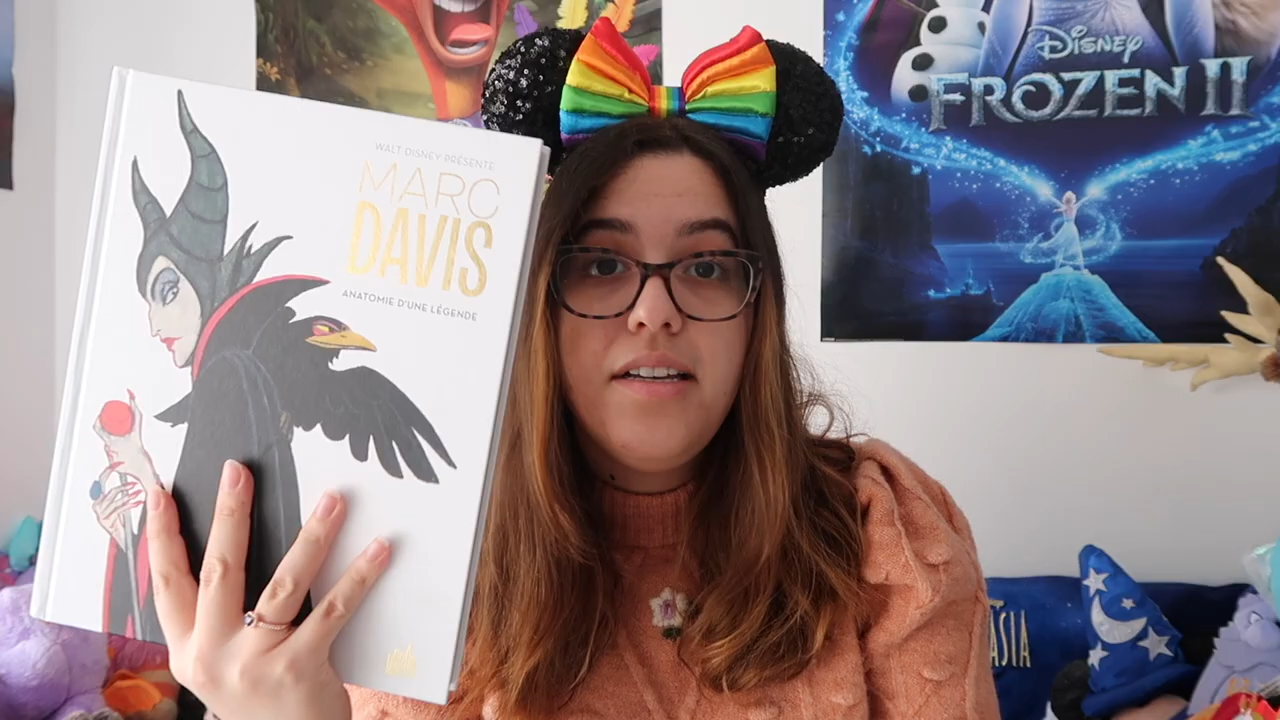 WALT DISNEY PRÉSENTE
MARC
DAVIS
ANATOMIE D'UNE LÉGENDE
Disney
FROZEN II